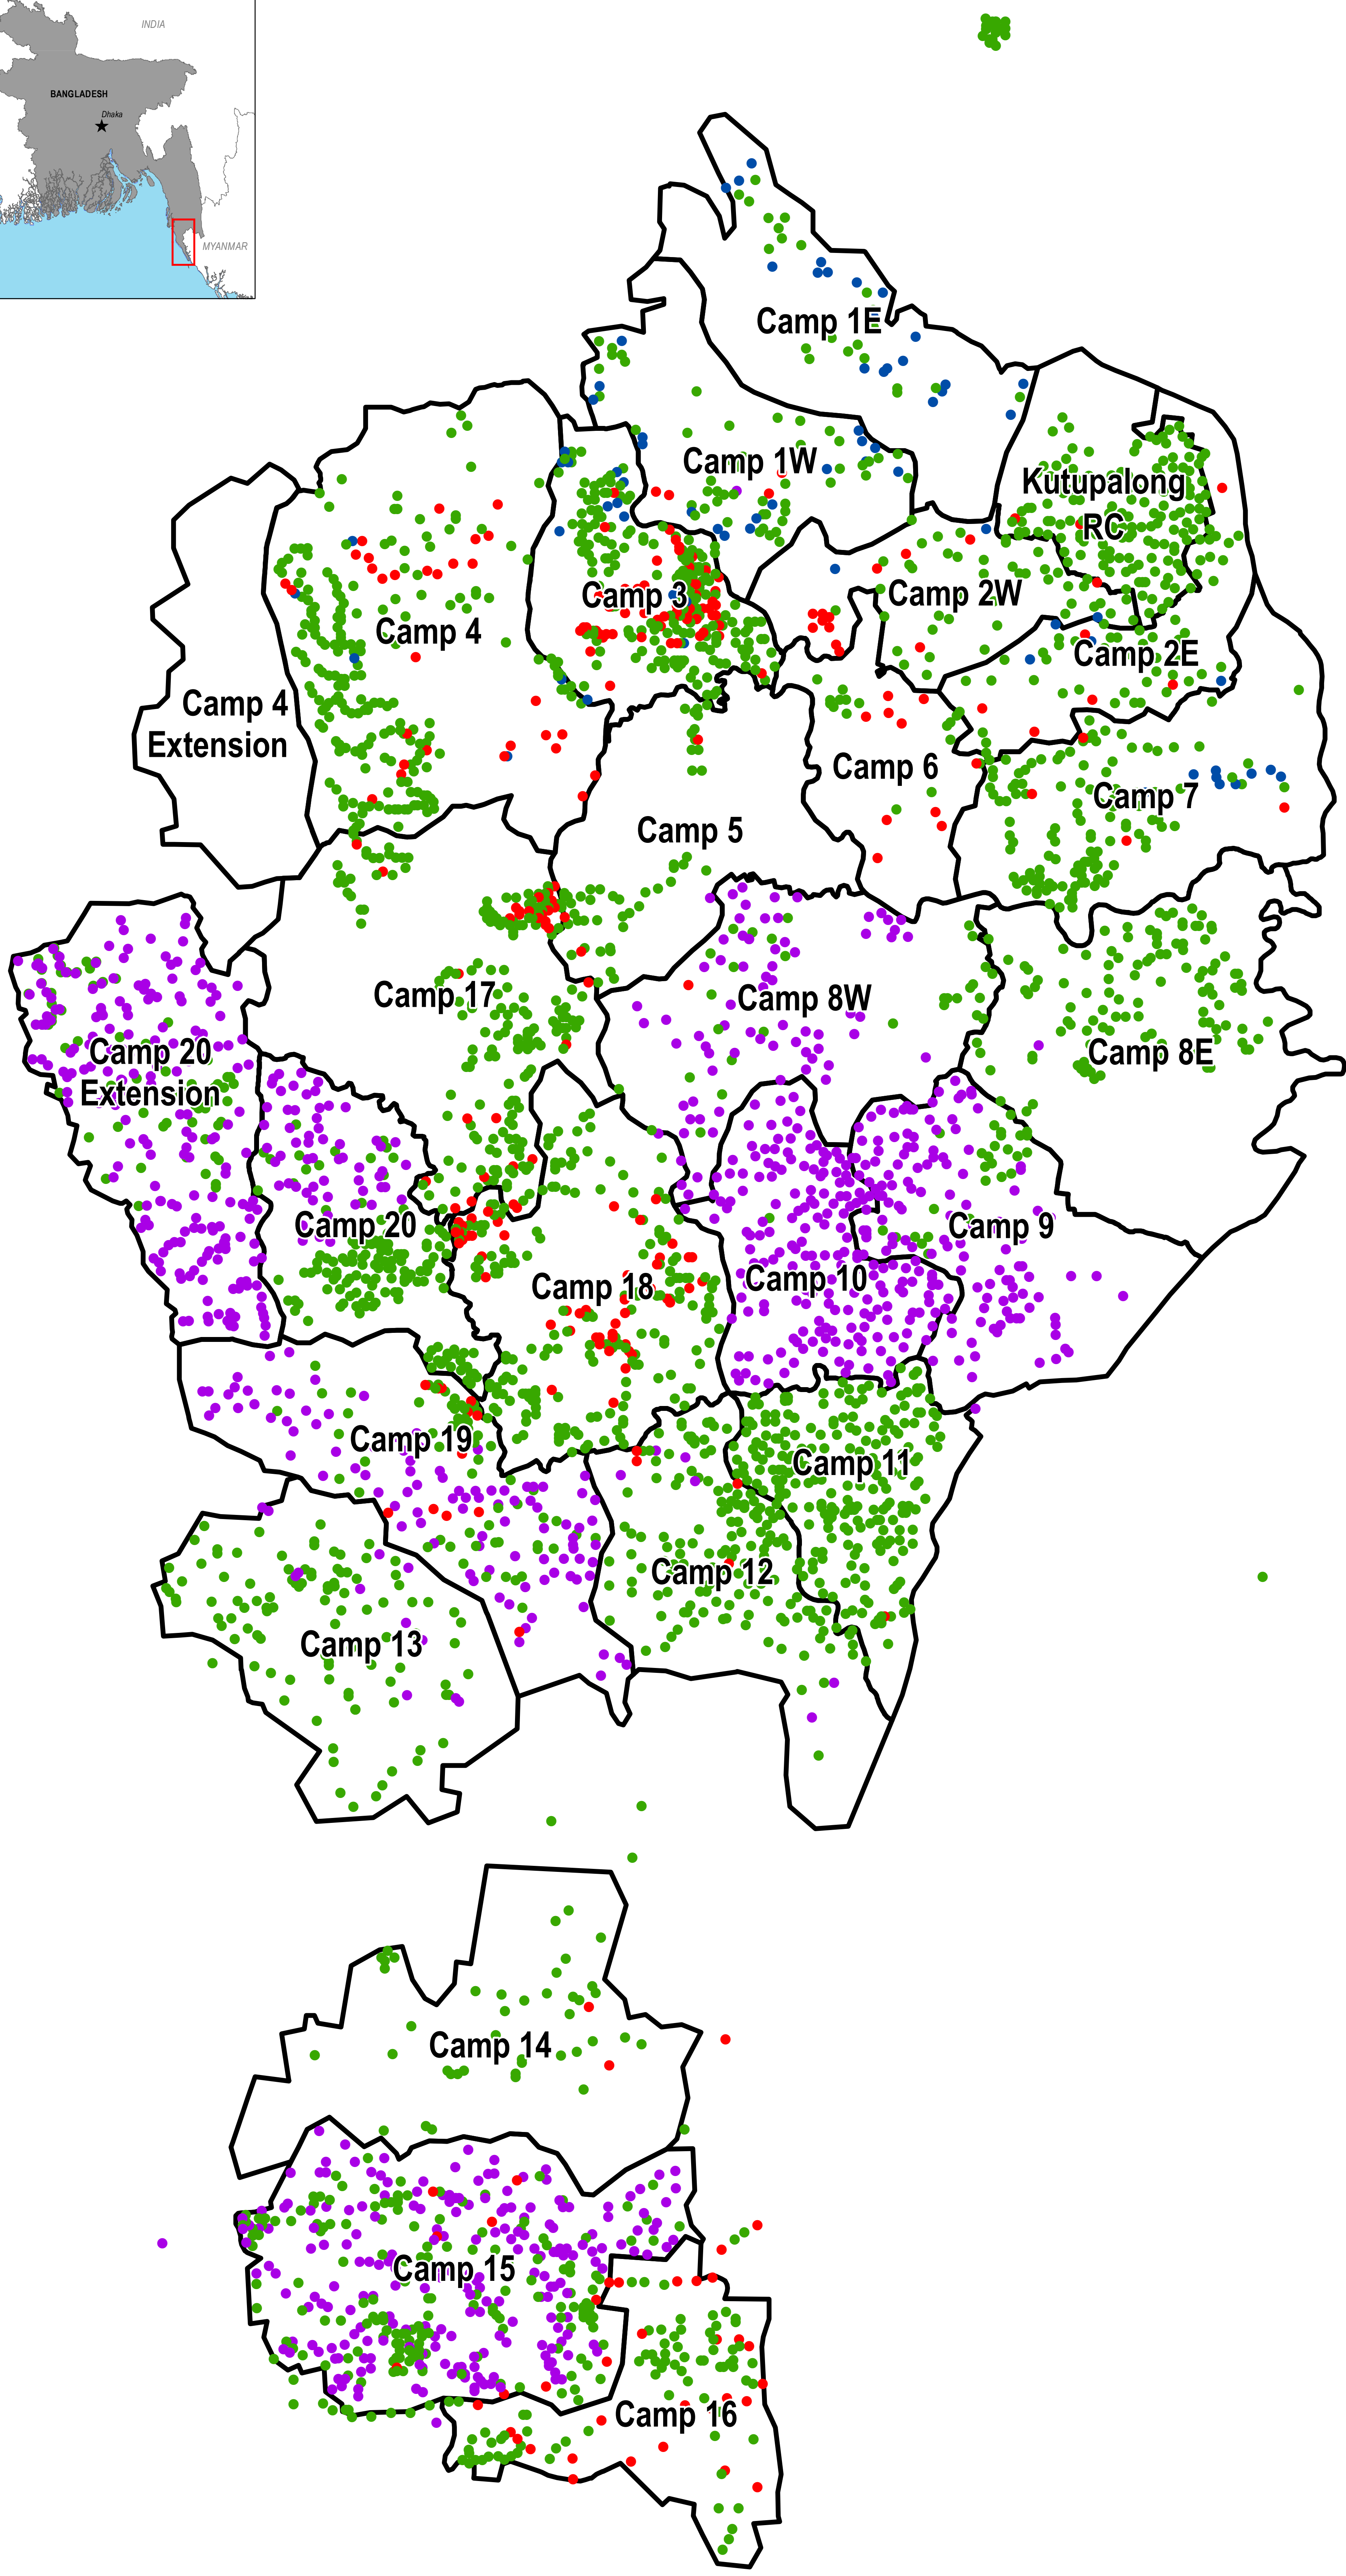 INDIA
BANGLADESH
Dhaka
MYANMAR
Camp 1E
Camp 1W
Kutupalong
RC
Camp 3
Camp 2W
Camp 4
Camp 2E
Camp 4
Extension
Camp 6
Camp 7
Camp 5
Camp 17
Camp 8W
Camp 20
Extension
Camp 8E
Camp 20
Camp 9
Camp 18
Camp 10
Camp 19
Camp 11
Camp 12
Camp 13
Camp 14
Camp 15
Camp 16